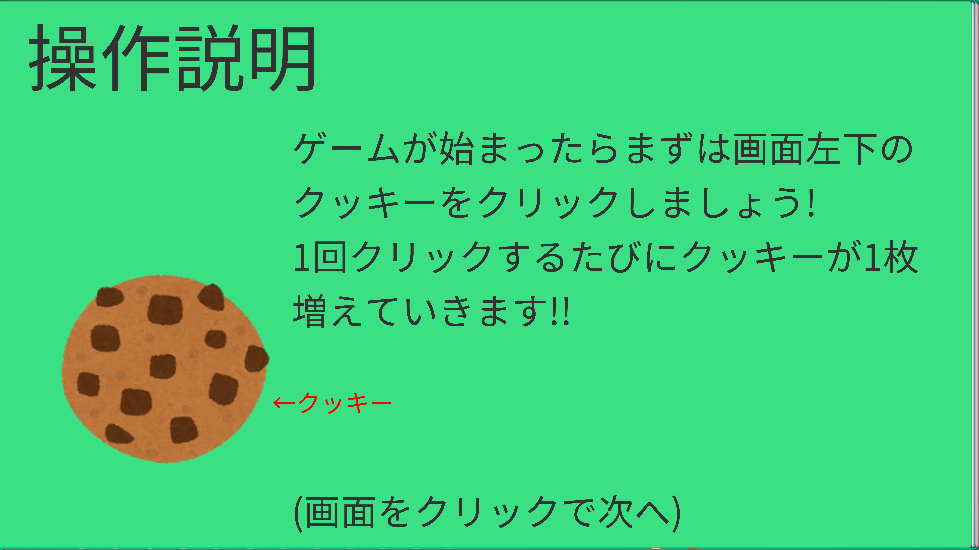 操作説明
ゲームが始まったらまずは画面左下の
クッキーをクリックしましょう!
1回クリックするたびにクッキーが1枚
増えていきます!!
←クッキー
(画面をクリックで次へ)